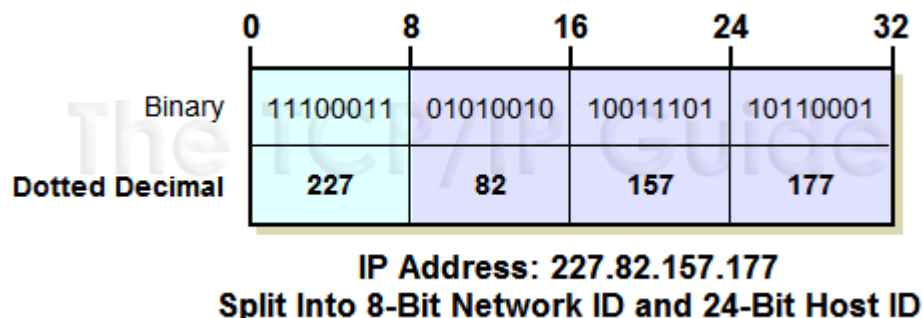 0 8 16 24 32
Binary 11100011 01010010 10011101 10110001
The TCP/IP Guide
Dotted Decimal 227 82 157 177
IP Address: 227.82.157.177
Split Into 8-Bit Network ID and 24-Bit Host ID